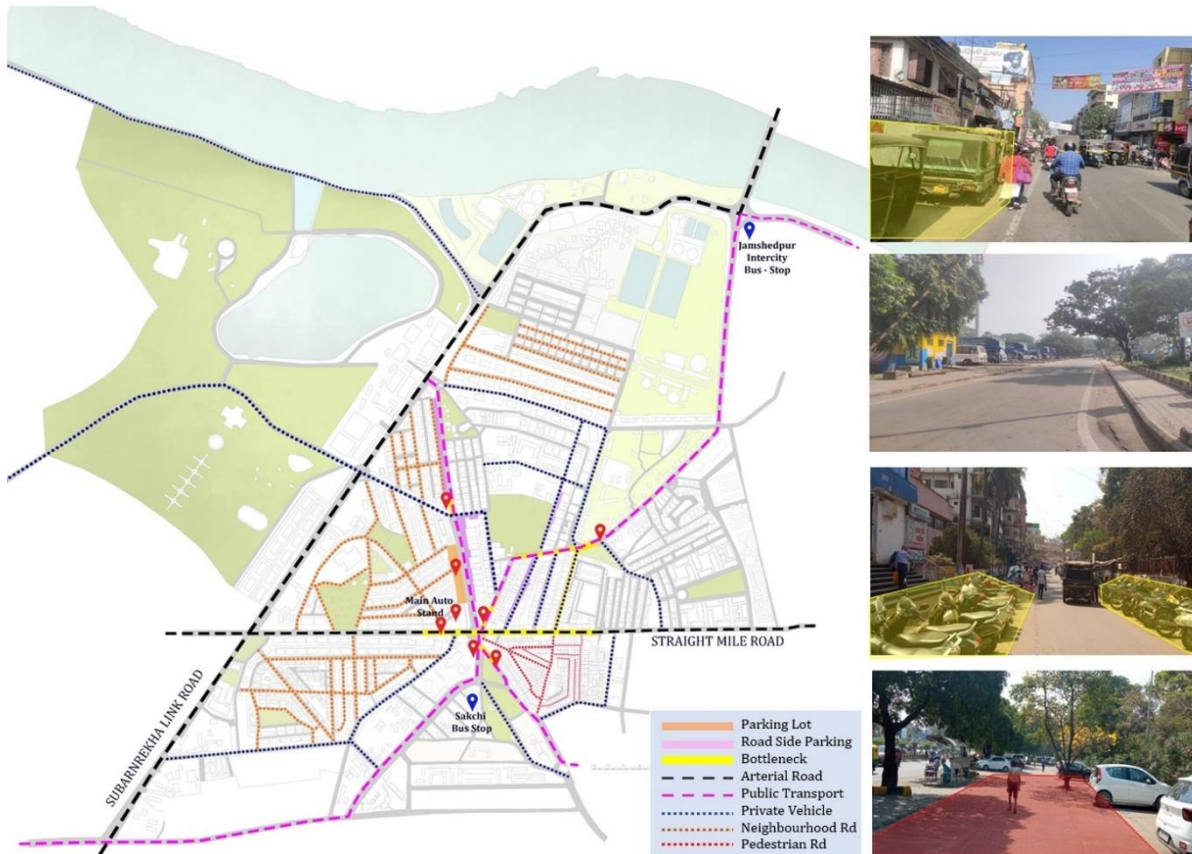 Jamshedpur
Intercity
Bus - Stop
Main Auto
Stand
STRAIGHT MILE ROAD
SUBARNREKHA LINK ROAD
Sakchi
Bus Stop
Parking Lot
Road Side Parking
Bottleneck
Arterial Road
Public Transport
Private Vehicle
Neighbourhood Rd
Pedestrian Rd